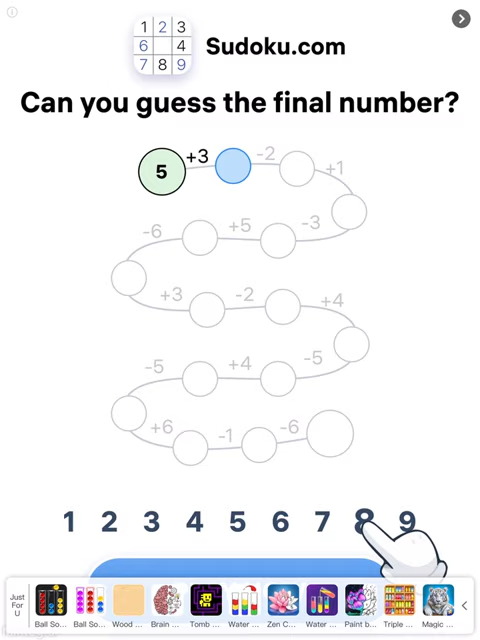 1 2 3
6 4
7 8 9
Sudoku.com
Can you guess the final number?
5 +3 -2 +1
-6 +5 -3
+3 -2 +4
-5 +4 -5
+6 -1 -6
1 2 3 4 5 6 7 8 9
Just For U
Ball So... Ball So... Wood ... Brain ... Tomb ... Water ... Zen C... Water ... Paint b... Triple ... Magic ...